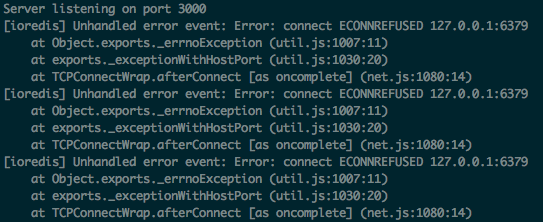 Server listening on port 3000
[ioredis] Unhandled error event: Error: connect ECONNREFUSED 127.0.0.1:6379
    at Object.exports._errnoException (util.js:1007:11)
    at exports._exceptionWithHostPort (util.js:1030:20)
    at TCPConnectWrap.afterConnect [as oncomplete] (net.js:1080:14)
[ioredis] Unhandled error event: Error: connect ECONNREFUSED 127.0.0.1:6379
    at Object.exports._errnoException (util.js:1007:11)
    at exports._exceptionWithHostPort (util.js:1030:20)
    at TCPConnectWrap.afterConnect [as oncomplete] (net.js:1080:14)
[ioredis] Unhandled error event: Error: connect ECONNREFUSED 127.0.0.1:6379
    at Object.exports._errnoException (util.js:1007:11)
    at exports._exceptionWithHostPort (util.js:1030:20)
    at TCPConnectWrap.afterConnect [as oncomplete] (net.js:1080:14)